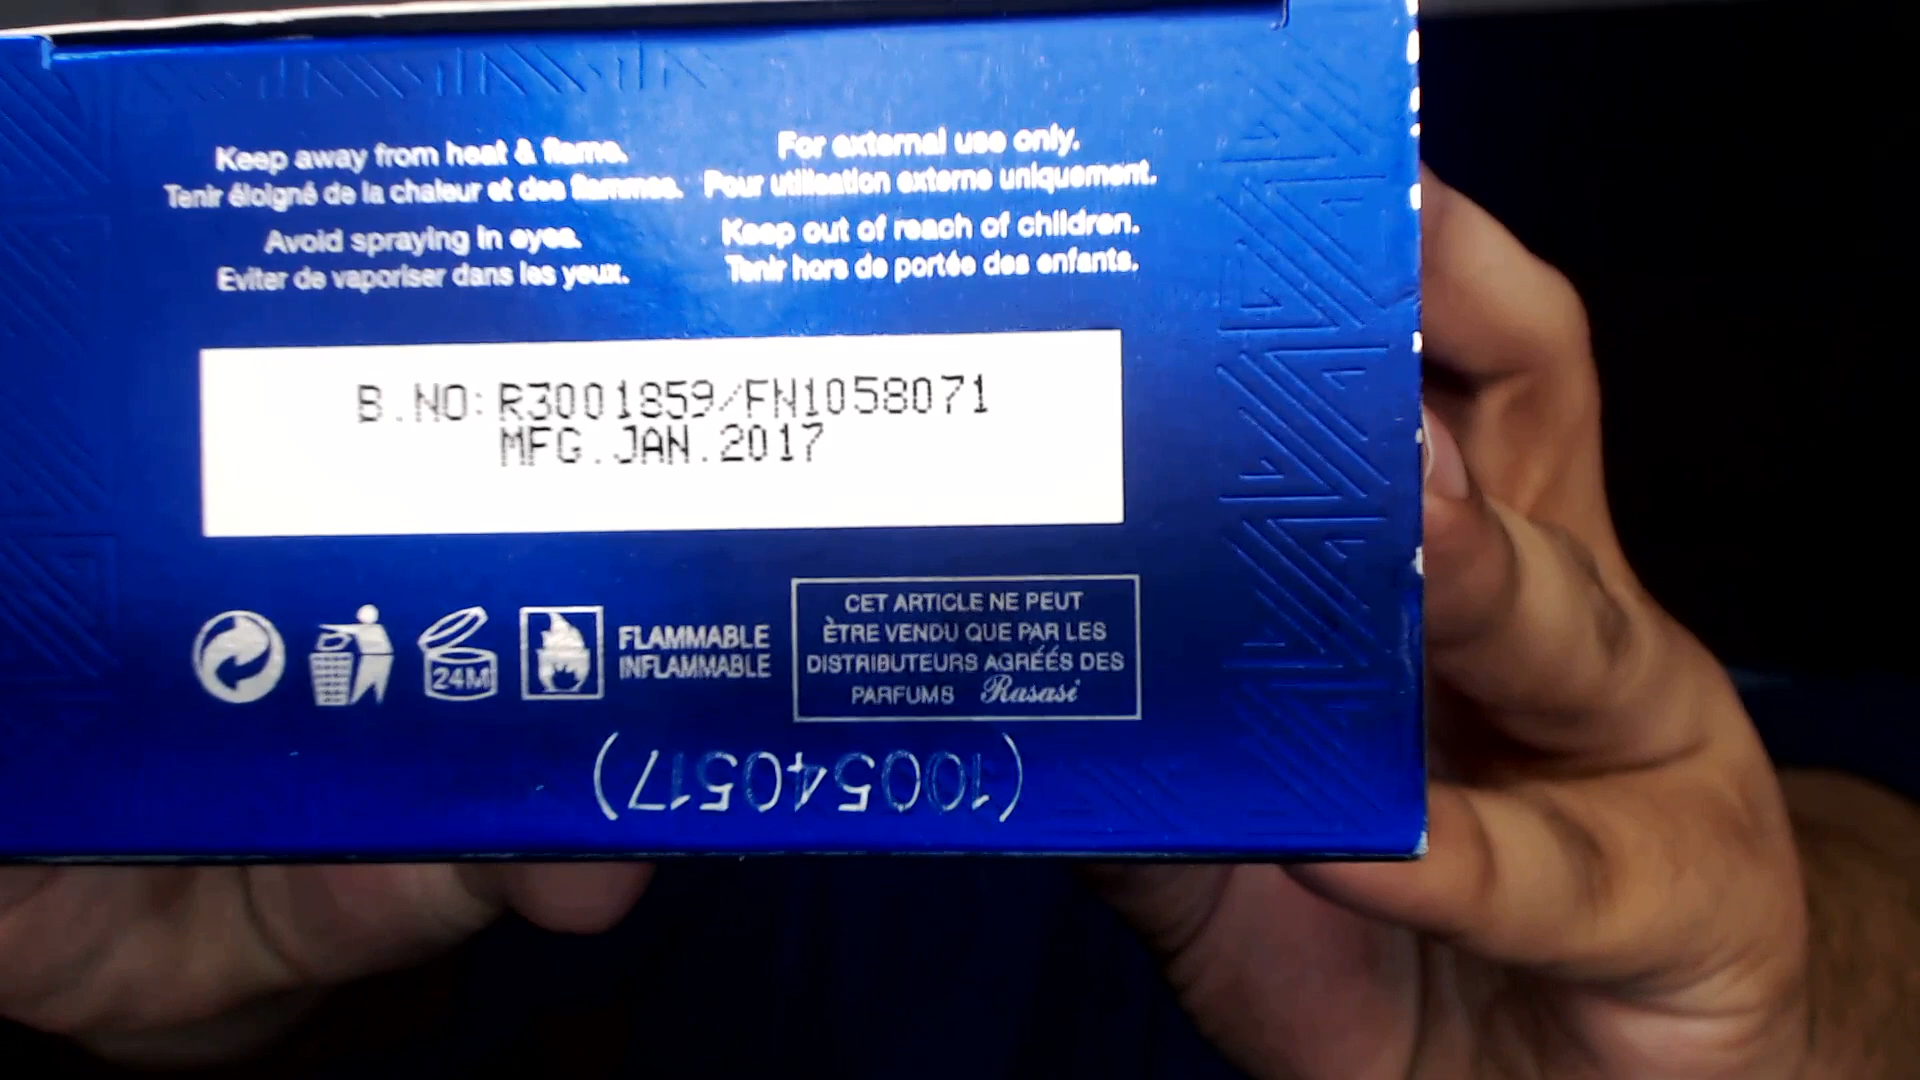 Keep away from heat & flame.
Tenir éloigné de la chaleur et des flammes.
Avoid spraying in eyes.
Eviter de vaporiser dans les yeux.
For external use only.
Pour utilisation externe uniquement.
Keep out of reach of children.
Tenir hors de portée des enfants.
B.NO:R3001859/FN1058071
MFG.JAN.2017
24M
FLAMMABLE
INFLAMMABLE
CET ARTICLE NE PEUT
ÈTRE VENDU QUE PAR LES
DISTRIBUTEURS AGRÉÉS DES
PARFUMS Rasasi
(100540517)